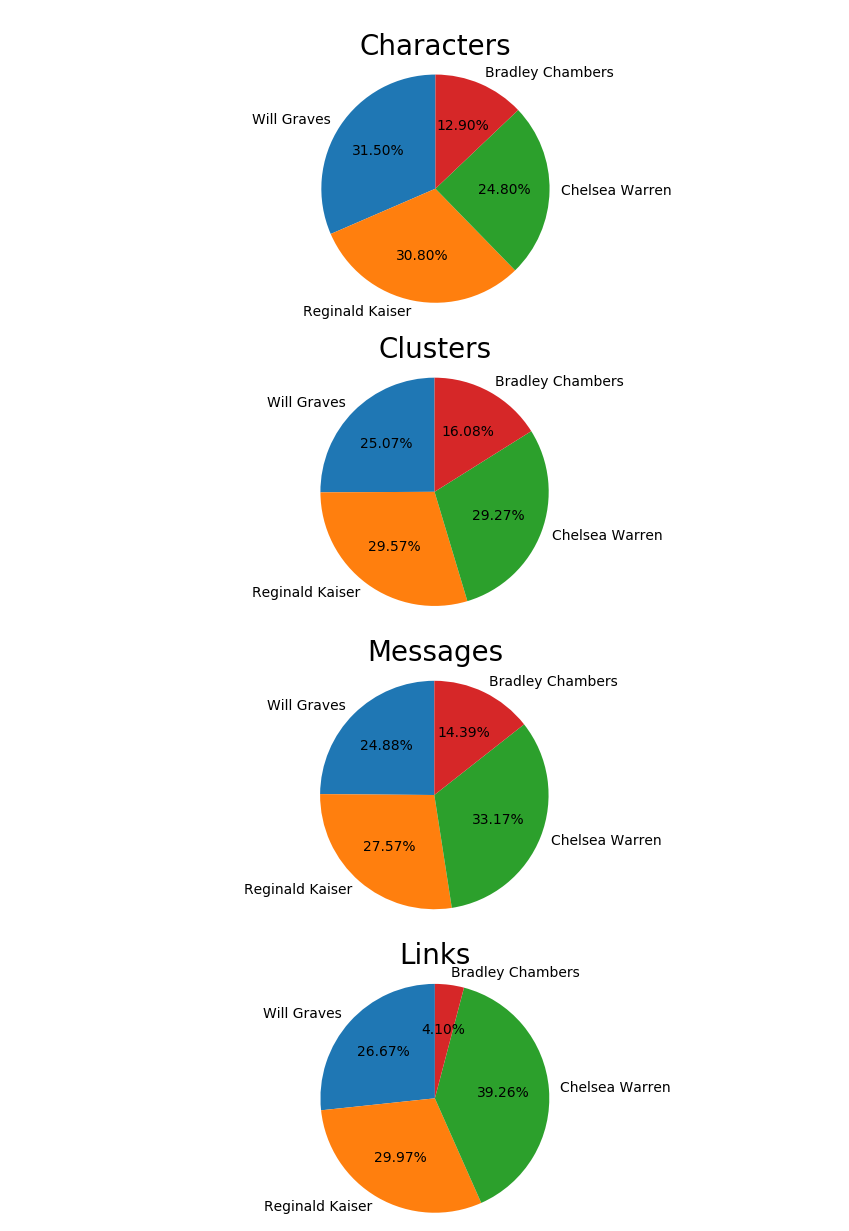 Characters
Bradley Chambers
Will Graves
12.90%
31.50%
24.80%
Chelsea Warren
30.80%
Reginald Kaiser
Clusters
Bradley Chambers
Will Graves
16.08%
25.07%
29.27%
Chelsea Warren
29.57%
Reginald Kaiser
Messages
Bradley Chambers
Will Graves
14.39%
24.88%
33.17%
Chelsea Warren
27.57%
Reginald Kaiser
Links
Bradley Chambers
Will Graves
4.10%
26.67%
Chelsea Warren
39.26%
29.97%
Reginald Kaiser